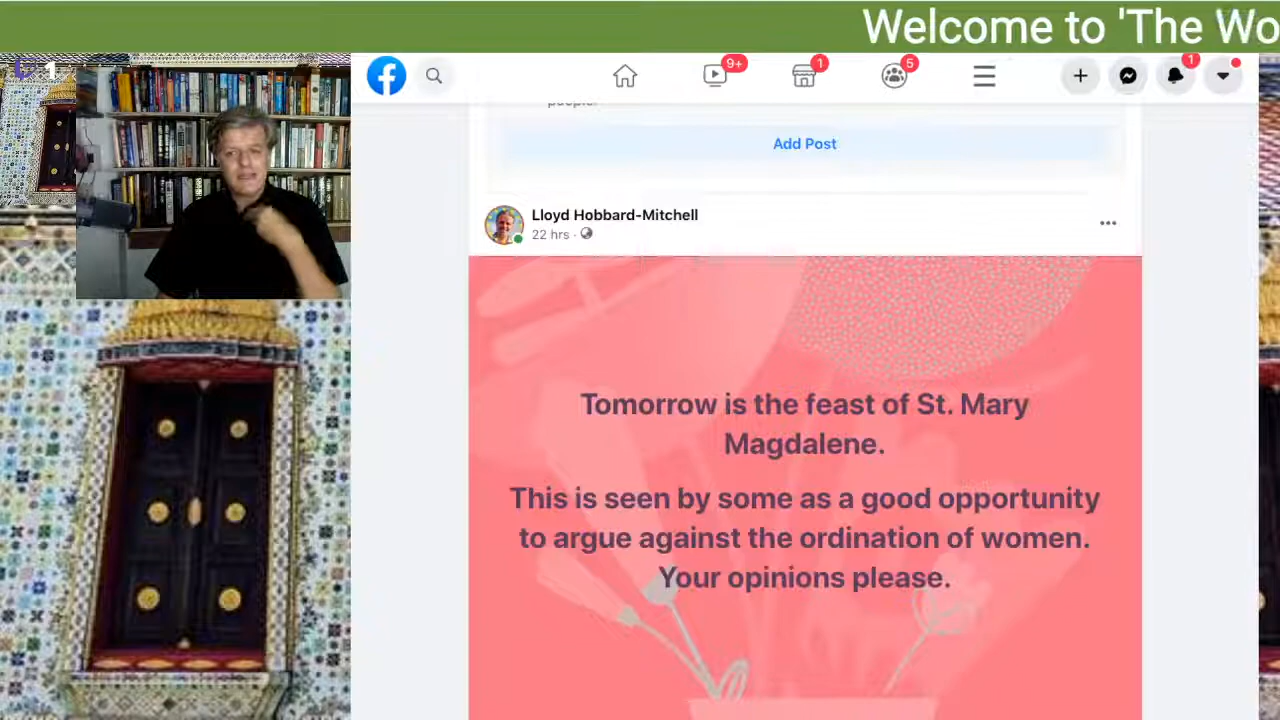 Welcome to 'The Wo
1
9+
1
5
1
people.
Add Post
Lloyd Hobbard-Mitchell
22 hrs ·
Tomorrow is the feast of St. Mary
Magdalene.
This is seen by some as a good opportunity
to argue against the ordination of women.
Your opinions please.